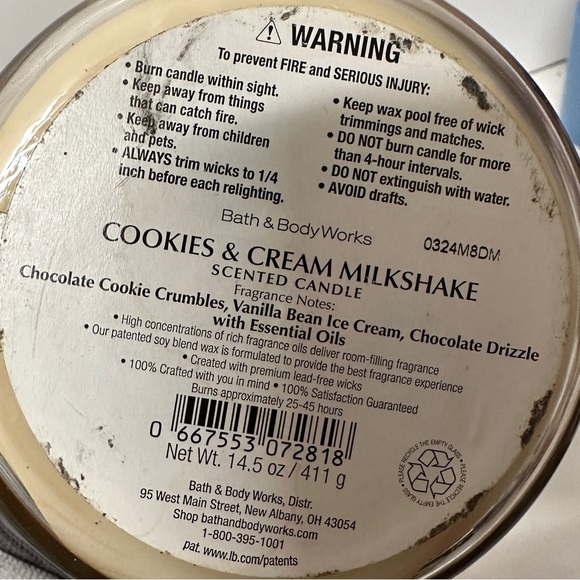 ⚠ WARNING
To prevent FIRE and SERIOUS INJURY:
• Burn candle within sight.
• Keep away from things
that can catch fire.
• Keep away from children
and pets.
• ALWAYS trim wicks to 1/4
inch before each relighting.
• Keep wax pool free of wick
trimmings and matches.
• DO NOT burn candle for more
than 4-hour intervals.
• DO NOT extinguish with water.
• AVOID drafts.
Bath & Body Works
0324M8DM
COOKIES & CREAM MILKSHAKE
SCENTED CANDLE
Fragrance Notes:
Chocolate Cookie Crumbles, Vanilla Bean Ice Cream, Chocolate Drizzle
with Essential Oils
• High concentrations of rich fragrance oils deliver room-filling fragrance
• Our patented soy blend wax is formulated to provide the best fragrance experience
• Created with premium lead-free wicks
• 100% Crafted with you in mind • 100% Satisfaction Guaranteed
Burns approximately 25-45 hours
0 667553 072818
Net Wt. 14.5 oz / 411 g
Bath & Body Works, Distr.
95 West Main Street, New Albany, OH 43054
Shop bathandbodyworks.com
1-800-395-1001
pat. www.lb.com/patents
• PLEASE RECYCLE THE EMPTY GLASS • PLEASE RECYCLE THE EMPTY GLASS